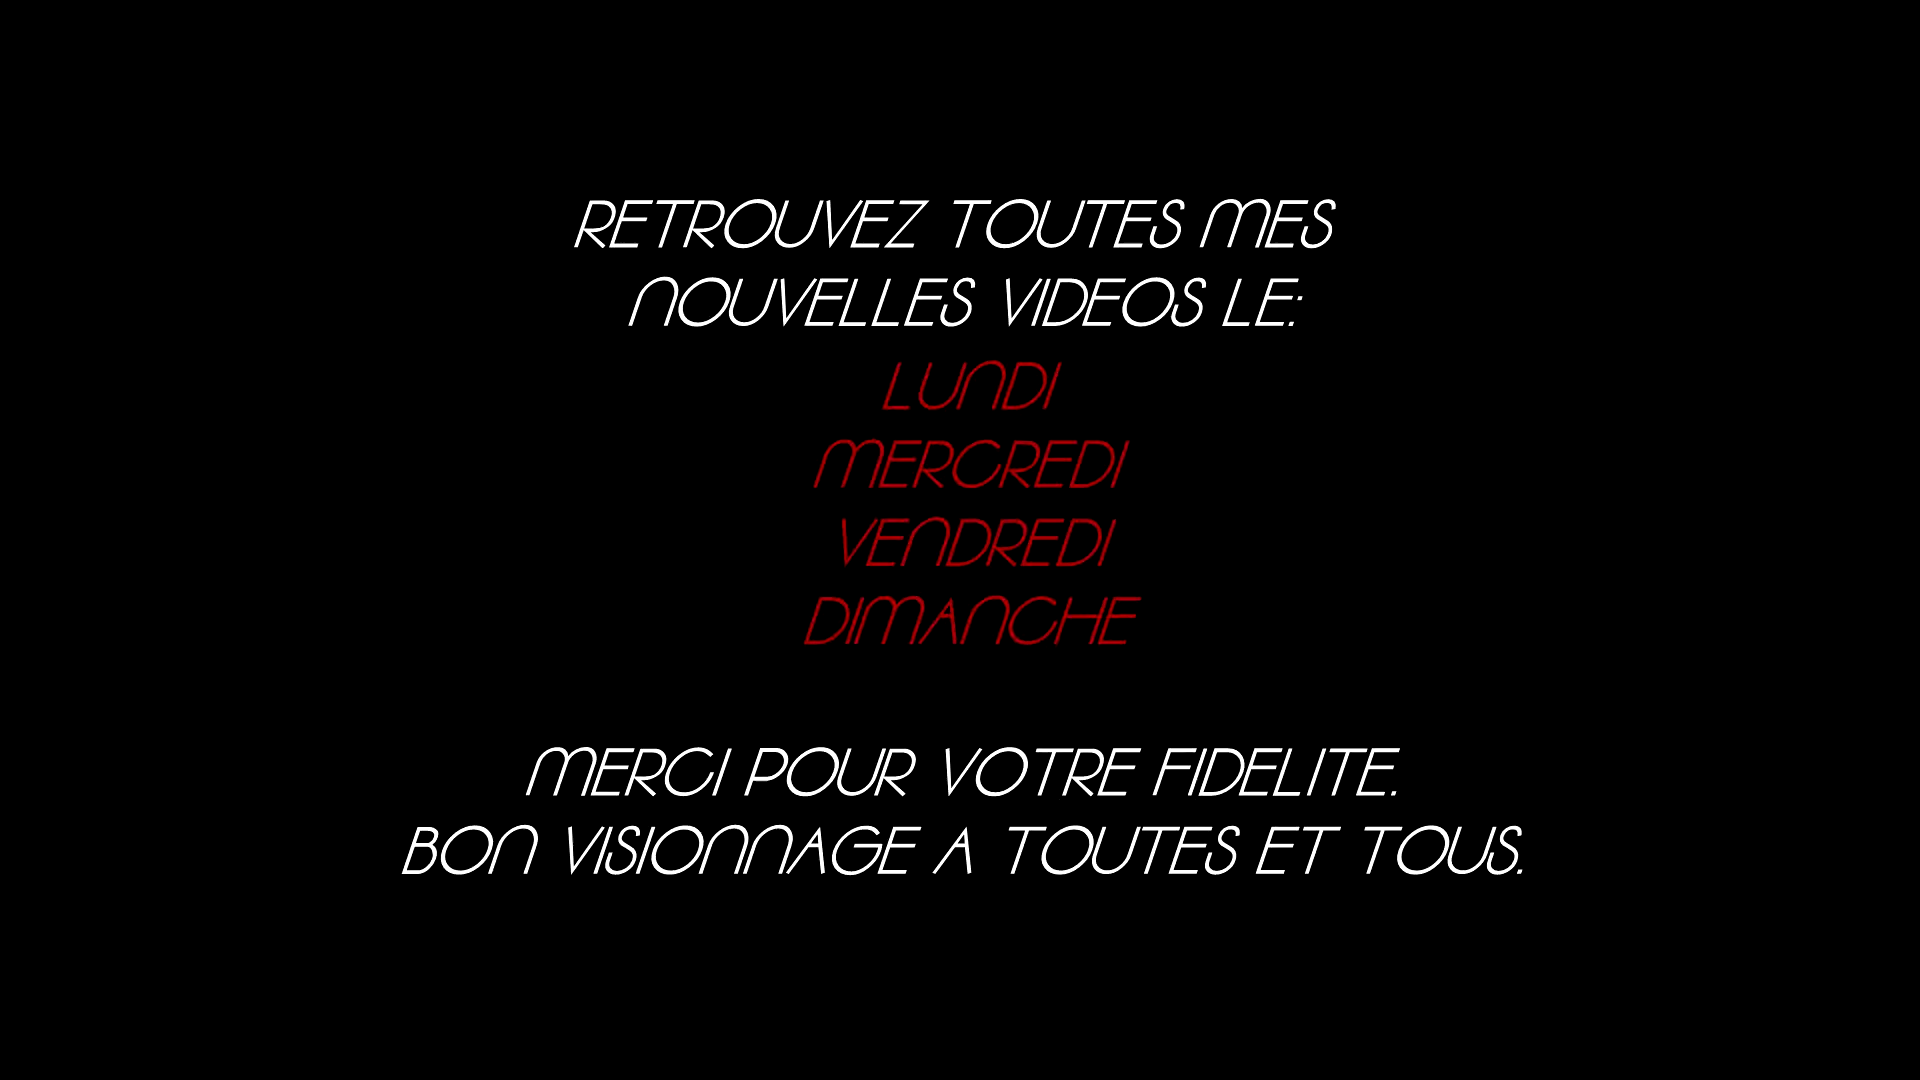 RETROUVEZ TOUTES MES
NOUVELLES VIDEOS LE:
LUNDI
MERCREDI
VENDREDI
DIMANCHE
MERCI POUR VOTRE FIDELITE.
BON VISIONNAGE A TOUTES ET TOUS.